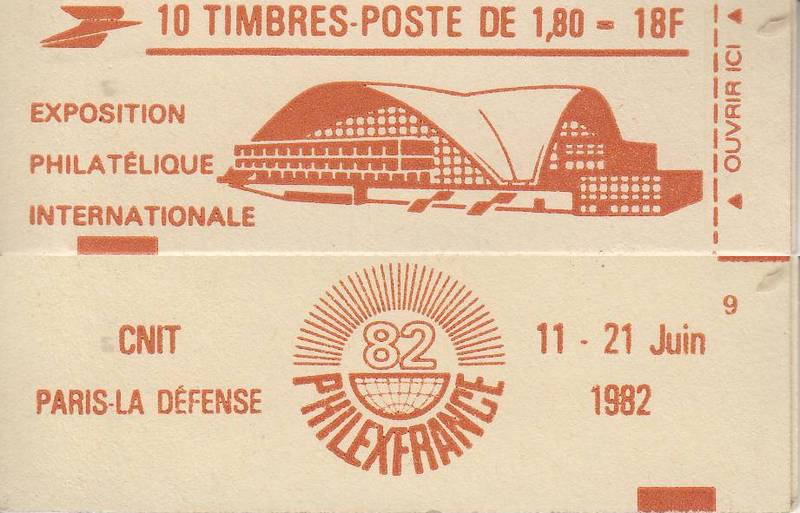 10 TIMBRES-POSTE DE 1,80 - 18F
EXPOSITION
PHILATÉLIQUE
INTERNATIONALE
OUVRIR ICI
9
CNIT
PARIS-LA DÉFENSE
82
PHILEXFRANCE
11 - 21 Juin
1982